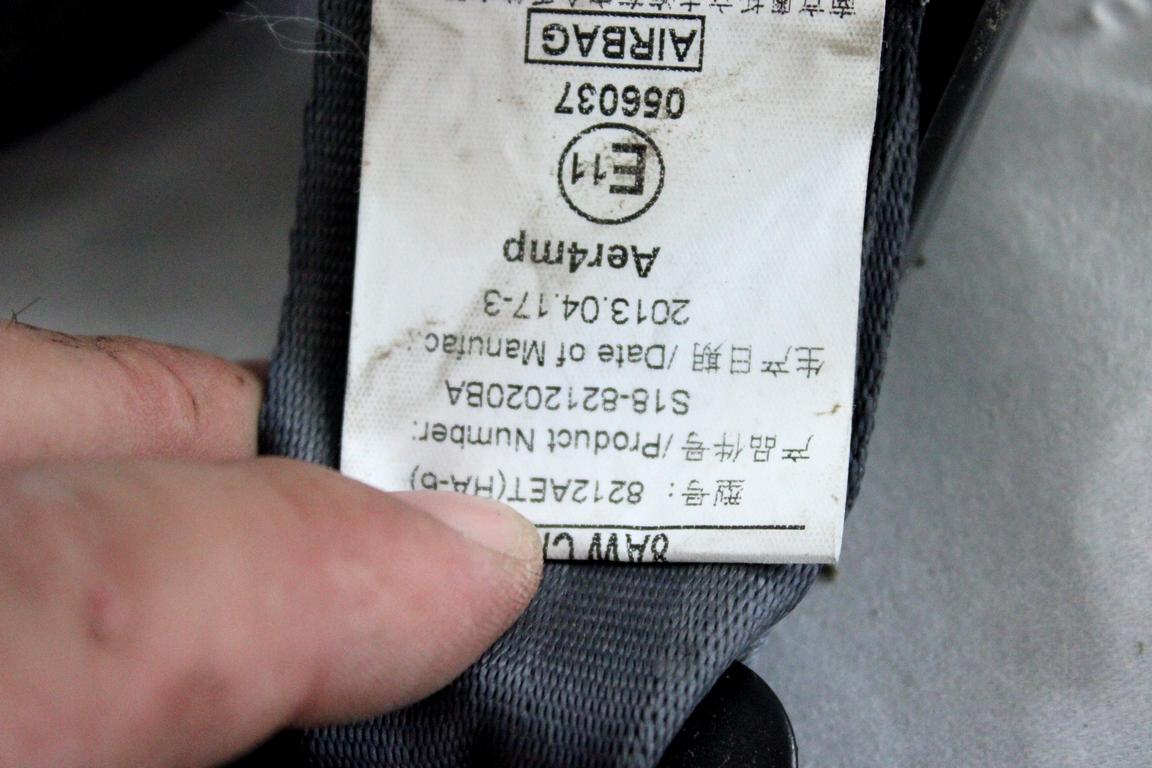 8AW
型号：8212AET(HA-
产品件号/Product Number:
S18-8212020BA
生产日期/Date of Manufac.:
2013.04.17-3
Aer4mp
E11
056037
AIRBAG